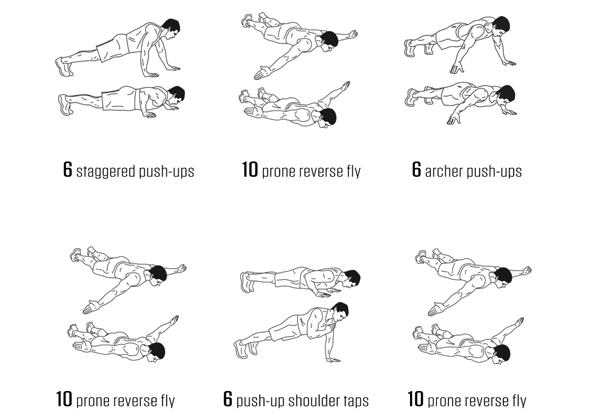 6 staggered push-ups
10 prone reverse fly
6 archer push-ups
10 prone reverse fly
6 push-up shoulder taps
10 prone reverse fly